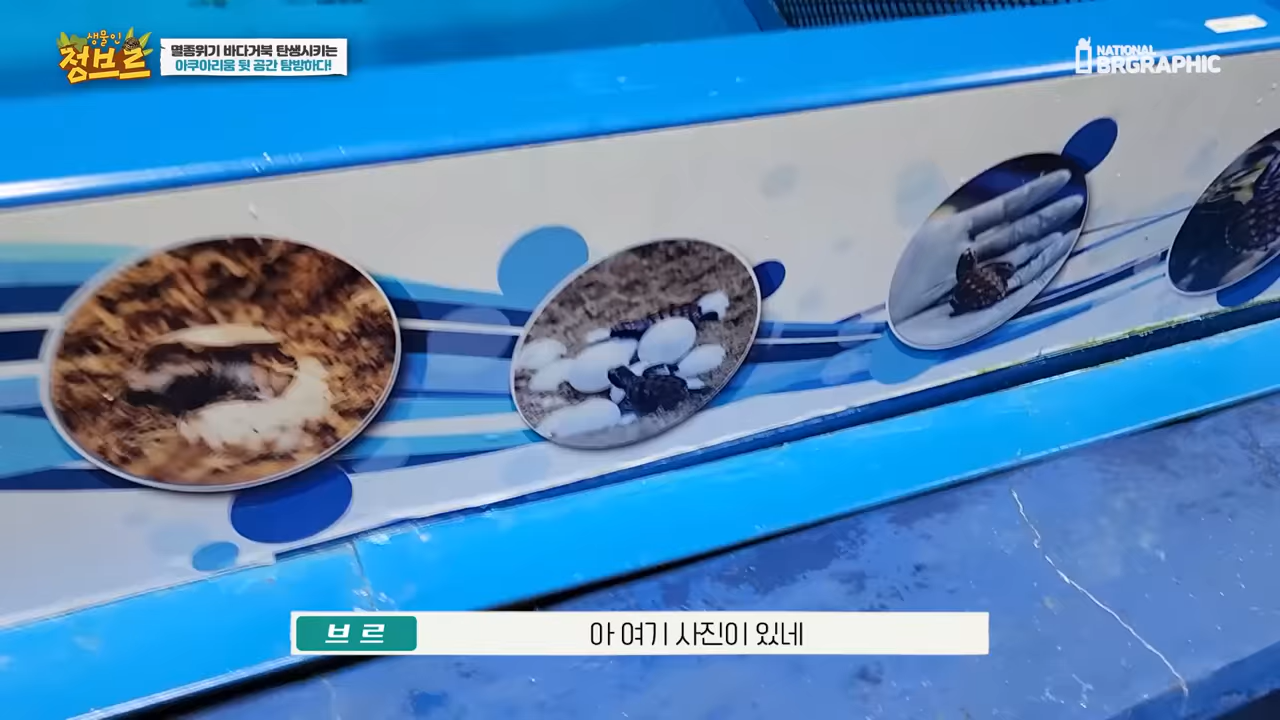 생물인
정브르
멸종위기 바다거북 탄생시키는
아쿠아리움 뒷 공간 탐방하다!
NATIONAL
BRGRAPHIC
브르
아 여기 사진이 있네